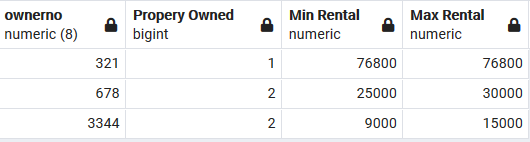 ownerno Propery Owned Min Rental Max Rental
numeric (8) bigint numeric numeric
321 1 76800 76800
678 2 25000 30000
3344 2 9000 15000